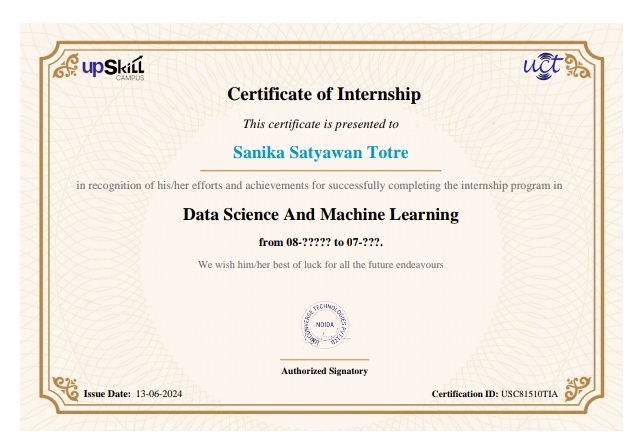 upSkill
CAMPUS
uct
Certificate of Internship
This certificate is presented to
Sanika Satyawan Totre
in recognition of his/her efforts and achievements for successfully completing the internship program in
Data Science And Machine Learning
from 08-????? to 07-???.
We wish him/her best of luck for all the future endeavours
UNICONVERGE TECHNOLOGIES PVT LTD
NOIDA
Authorized Signatory
Issue Date: 13-06-2024
Certification ID: USC81510TIA